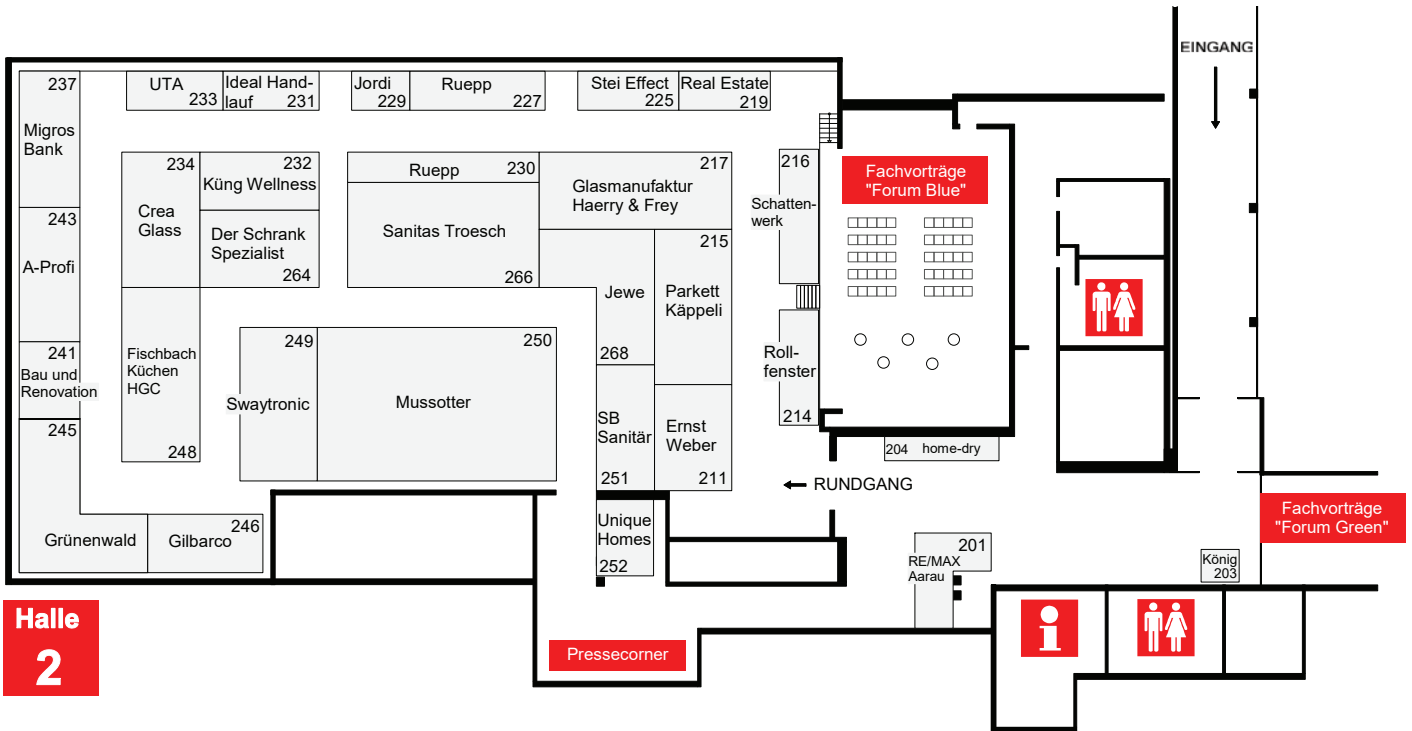 EINGANG
237
Migros
Bank
UTA
233
Ideal Hand-
lauf 231
Jordi
229
Ruepp
227
Stei Effect
225
Real Estate
219
234
Crea
Glass
232
Küng Wellness
Der Schrank
Spezialist
264
Ruepp 230
Sanitas Troesch
266
217
Glasmanufaktur
Haerry & Frey
216
Schatten-
werk
Fachvorträge
"Forum Blue"
243
A-Profi
215
Parkett
Käppeli
Jewe
268
241
Bau und
Renovation
Fischbach
Küchen
HGC
248
249
Swaytronic
250
Mussotter
Roll-
fenster
214
SB
Sanitär
251
Ernst
Weber
211
204 home-dry
RUNDGANG
245
Grünenwald
246
Gilbarco
Unique
Homes
252
201
RE/MAX
Aarau
König
203
Fachvorträge
"Forum Green"
Halle
2
Pressecorner